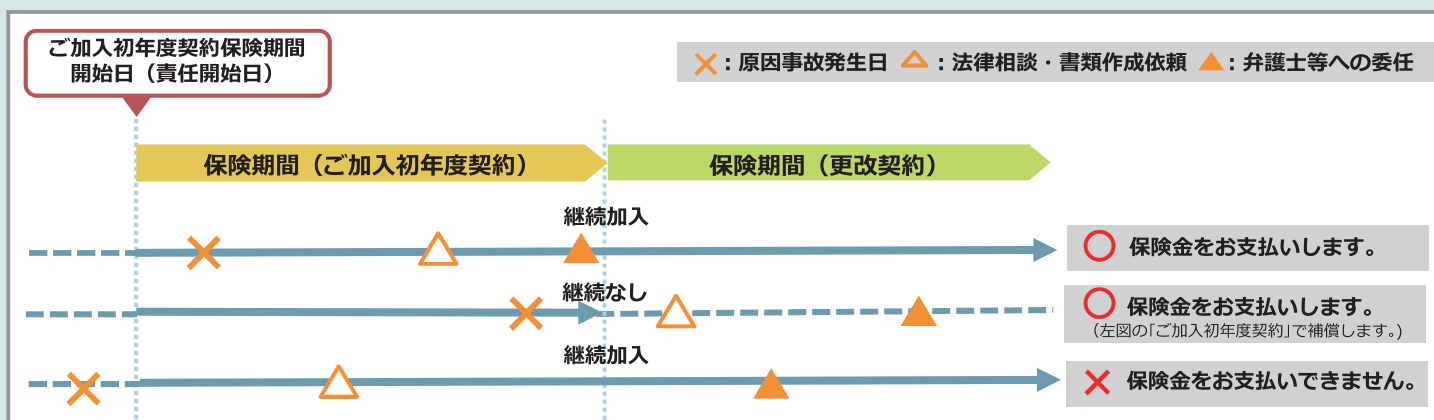 ご加入初年度契約保険期間
開始日（責任開始日）
：原因事故発生日 ：法律相談・書類作成依頼 ：弁護士等への委任
保険期間（ご加入初年度契約） 保険期間（更改契約）
継続加入
保険金をお支払いします。
継続なし
保険金をお支払いします。
（左図の「ご加入初年度契約」で補償します。）
継続加入
保険金をお支払いできません。